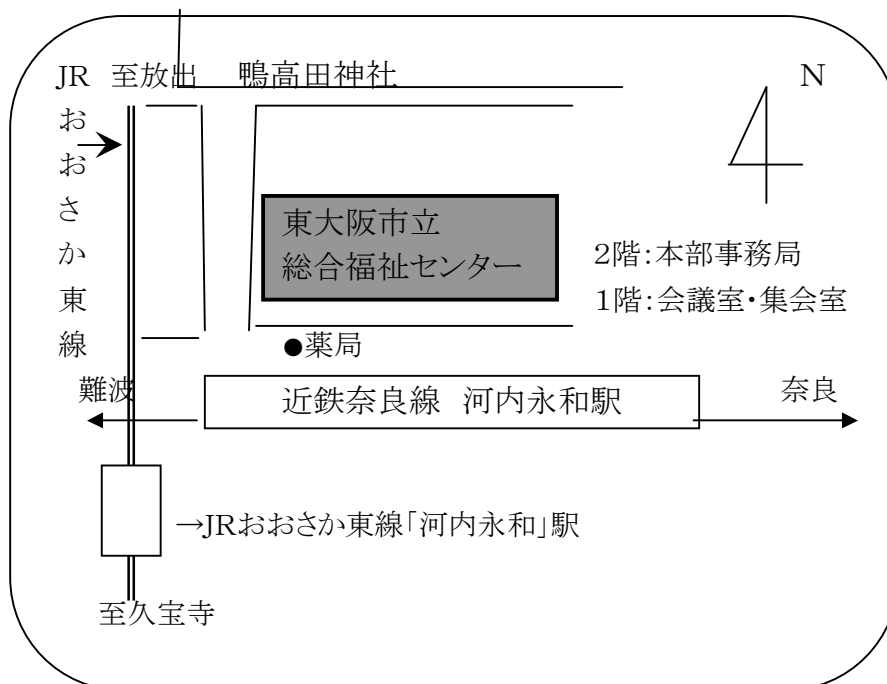 JR 至放出 鴨高田神社 N
おおさか東線
東大阪市立
総合福祉センター
2階:本部事務局
1階:会議室・集会室
●薬局
難波
近鉄奈良線 河内永和駅
奈良
→JRおおさか東線「河内永和」駅
至久宝寺